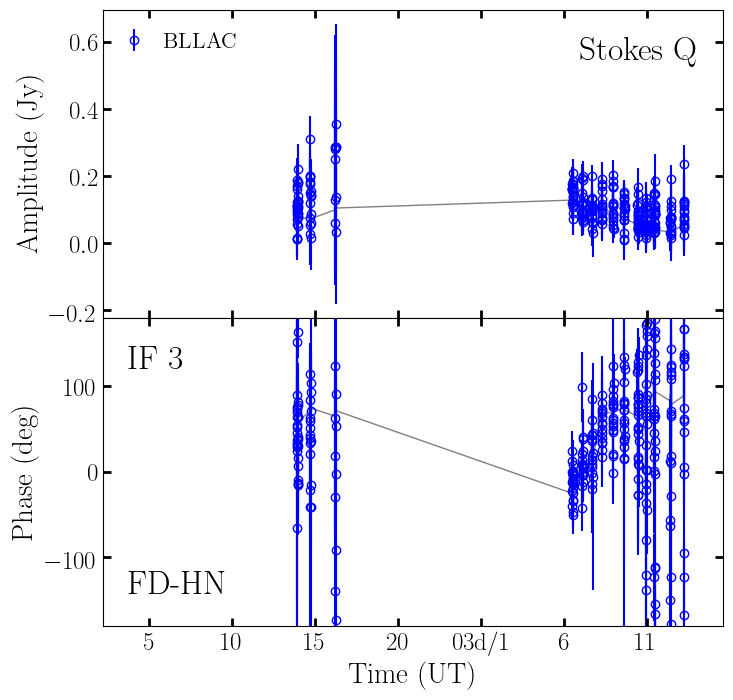 BLLAC
Stokes Q
0.6
0.4
0.2
0.0
−0.2
Amplitude (Jy)
IF 3
100
0
−100
Phase (deg)
FD-HN
5 10 15 20 03d/1 6 11
Time (UT)